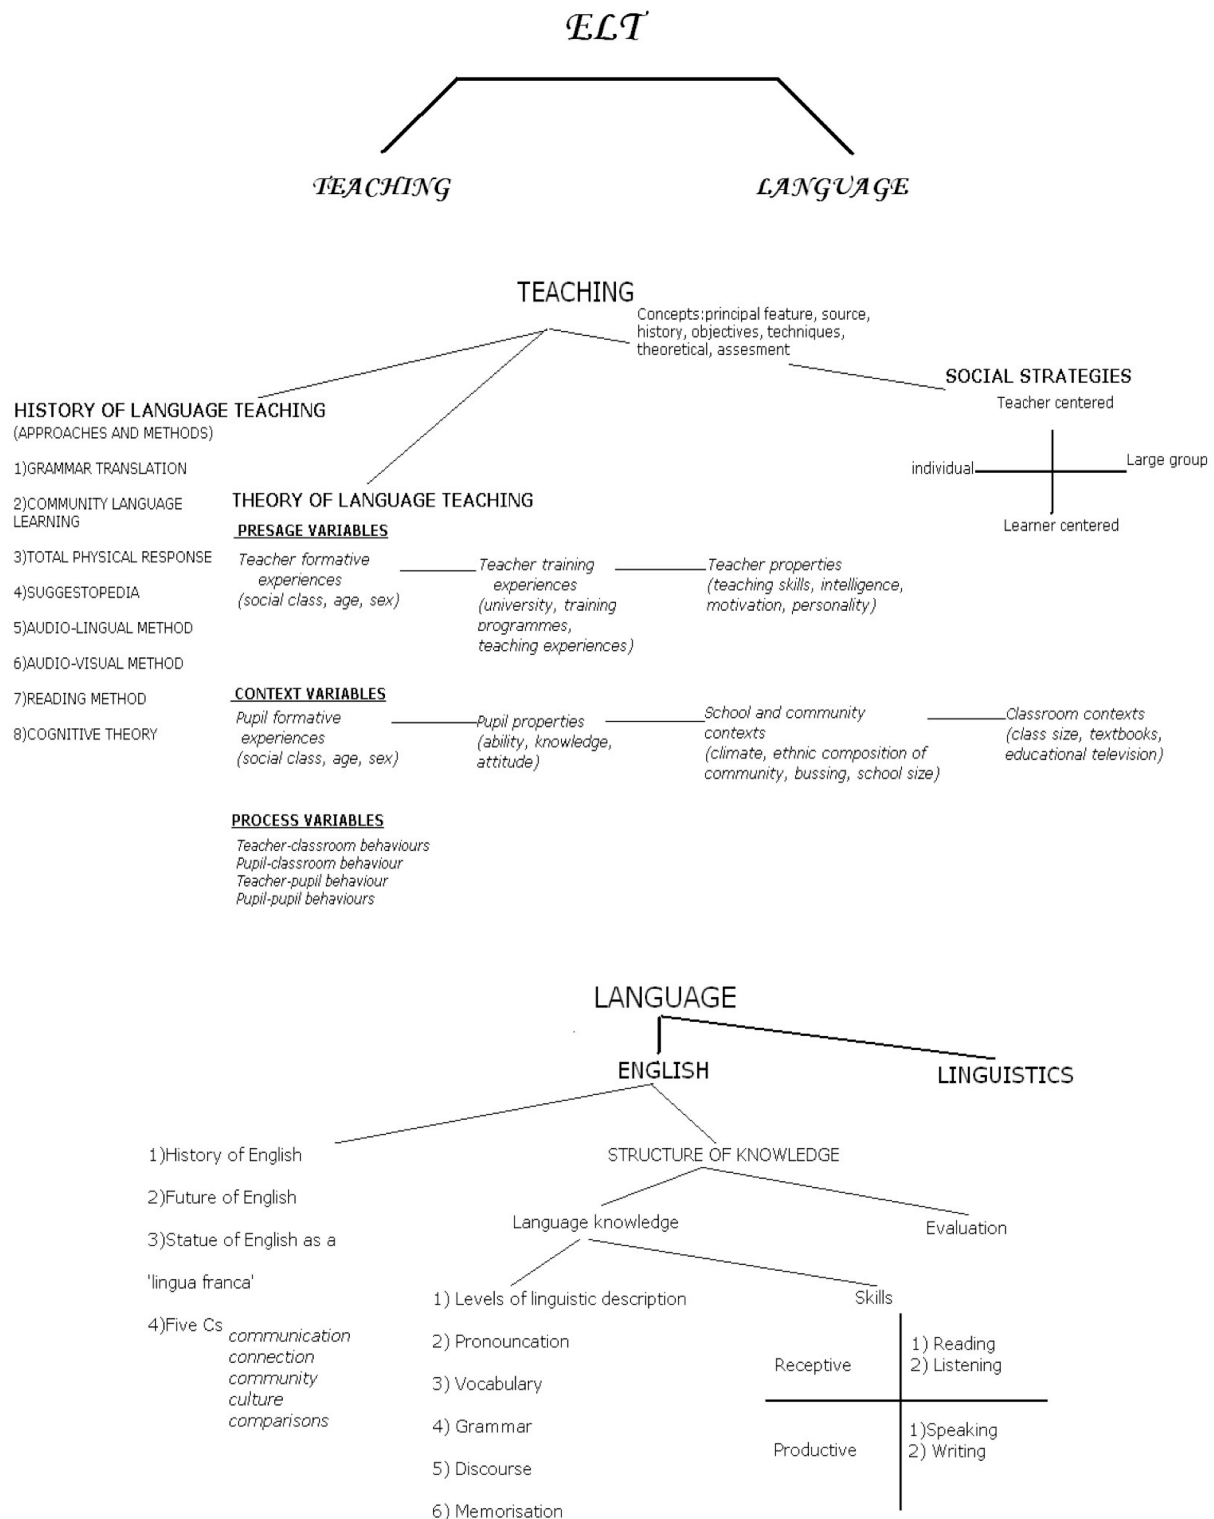 ELT
TEACHING
LANGUAGE
TEACHING
Concepts:principal feature, source,
history, objectives, techniques,
theoretical, assesment
SOCIAL STRATEGIES
Teacher centered
individual
Large group
Learner centered
HISTORY OF LANGUAGE TEACHING
(APPROACHES AND METHODS)
1)GRAMMAR TRANSLATION
2)COMMUNITY LANGUAGE
LEARNING
3)TOTAL PHYSICAL RESPONSE
4)SUGGESTOPEDIA
5)AUDIO-LINGUAL METHOD
6)AUDIO-VISUAL METHOD
7)READING METHOD
8)COGNITIVE THEORY
THEORY OF LANGUAGE TEACHING
PRESAGE VARIABLES
Teacher formative
experiences
(social class, age, sex)
Teacher training
experiences
(university, training
programmes,
teaching experiences)
Teacher properties
(teaching skills, intelligence,
motivation, personality)
CONTEXT VARIABLES
Pupil formative
experiences
(social class, age, sex)
Pupil properties
(ability, knowledge,
attitude)
School and community
contexts
(climate, ethnic composition of
community, bussing, school size)
Classroom contexts
(class size, textbooks,
educational television)
PROCESS VARIABLES
Teacher-classroom behaviours
Pupil-classroom behaviour
Teacher-pupil behaviour
Pupil-pupil behaviours
LANGUAGE
ENGLISH
LINGUISTICS
1)History of English
2)Future of English
3)Statue of English as a
'lingua franca'
4)Five Cs
communication
connection
community
culture
comparisons
STRUCTURE OF KNOWLEDGE
Language knowledge
Evaluation
1) Levels of linguistic description
2) Pronouncation
3) Vocabulary
4) Grammar
5) Discourse
6) Memorisation
Skills
Receptive
1) Reading
2) Listening
Productive
1)Speaking
2) Writing